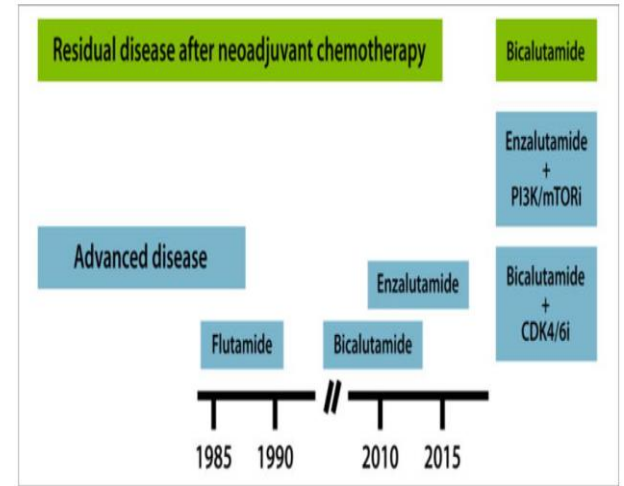 Residual disease after neoadjuvant chemotherapy
Bicalutamide
Enzalutamide
+
PI3K/mTORi
Advanced disease
Bicalutamide
+
CDK4/6i
Enzalutamide
Flutamide
Bicalutamide
1985
1990
2010
2015